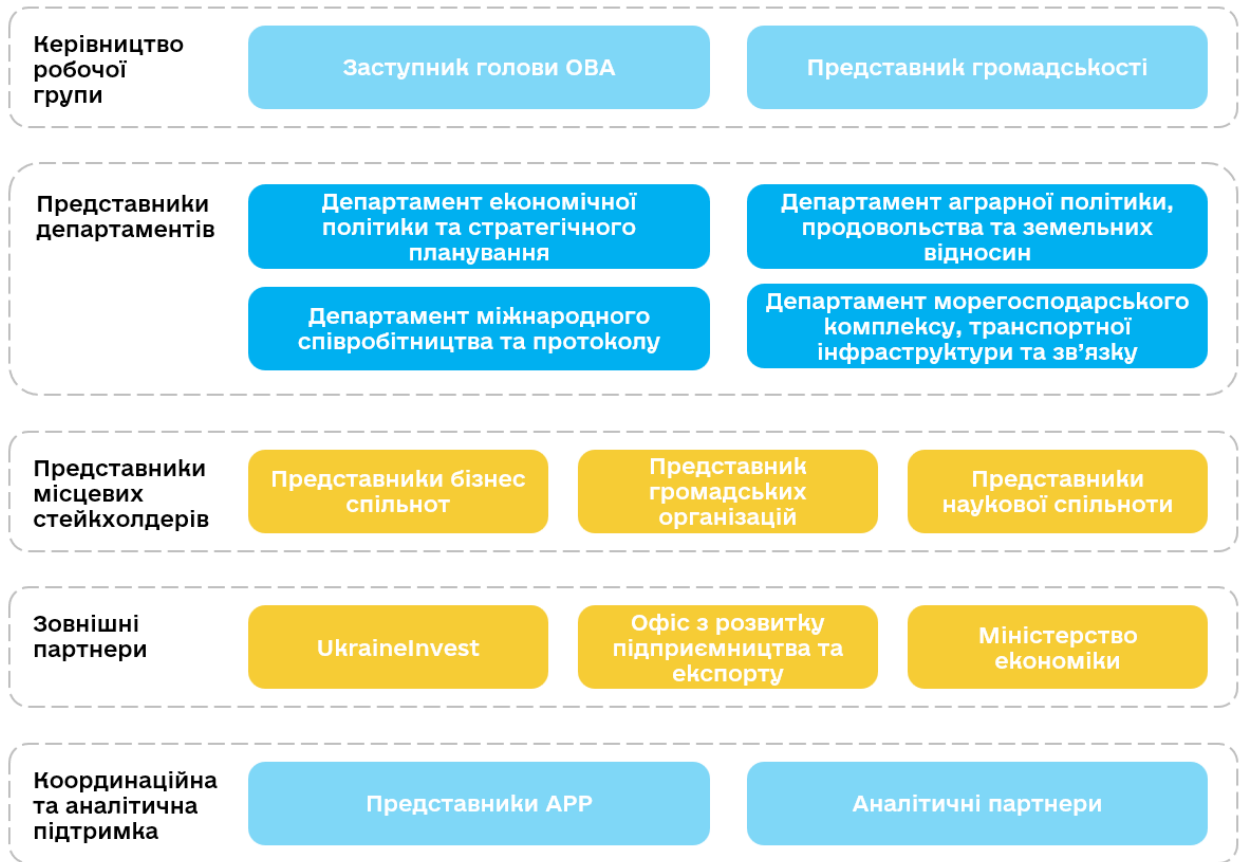 Керівництво
робочої
групи
Заступник голови ОВА
Представник громадськості
Представники
департаментів
Департамент економічної
політики та стратегічного
планування
Департамент аграрної політики,
продовольства та земельних
відносин
Департамент міжнародного
співробітництва та протоколу
Департамент морегосподарського
комплексу, транспортної
інфраструктури та зв’язку
Представники
місцевих
стейкхолдерів
Представники бізнес
спільнот
Представник
громадських
організацій
Представники
наукової спільноти
Зовнішні
партнери
UkraineInvest
Офіс з розвитку
підприємництва та
експорту
Міністерство
економіки
Координаційна
та аналітична
підтримка
Представники АРР
Аналітичні партнери